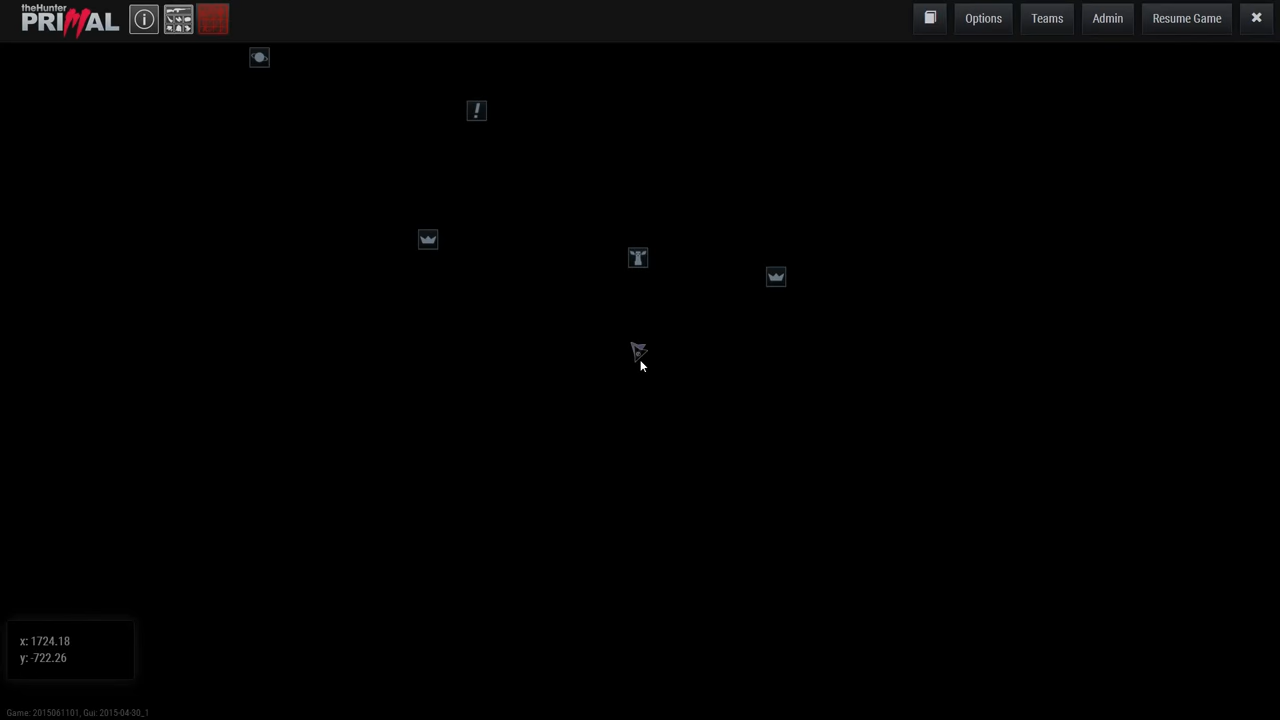 theHunter
PRIMAL
Options
Teams
Admin
Resume Game
x: 1724.18
y: -722.26
Game: 2015061101, Gui: 2015-04-30_1